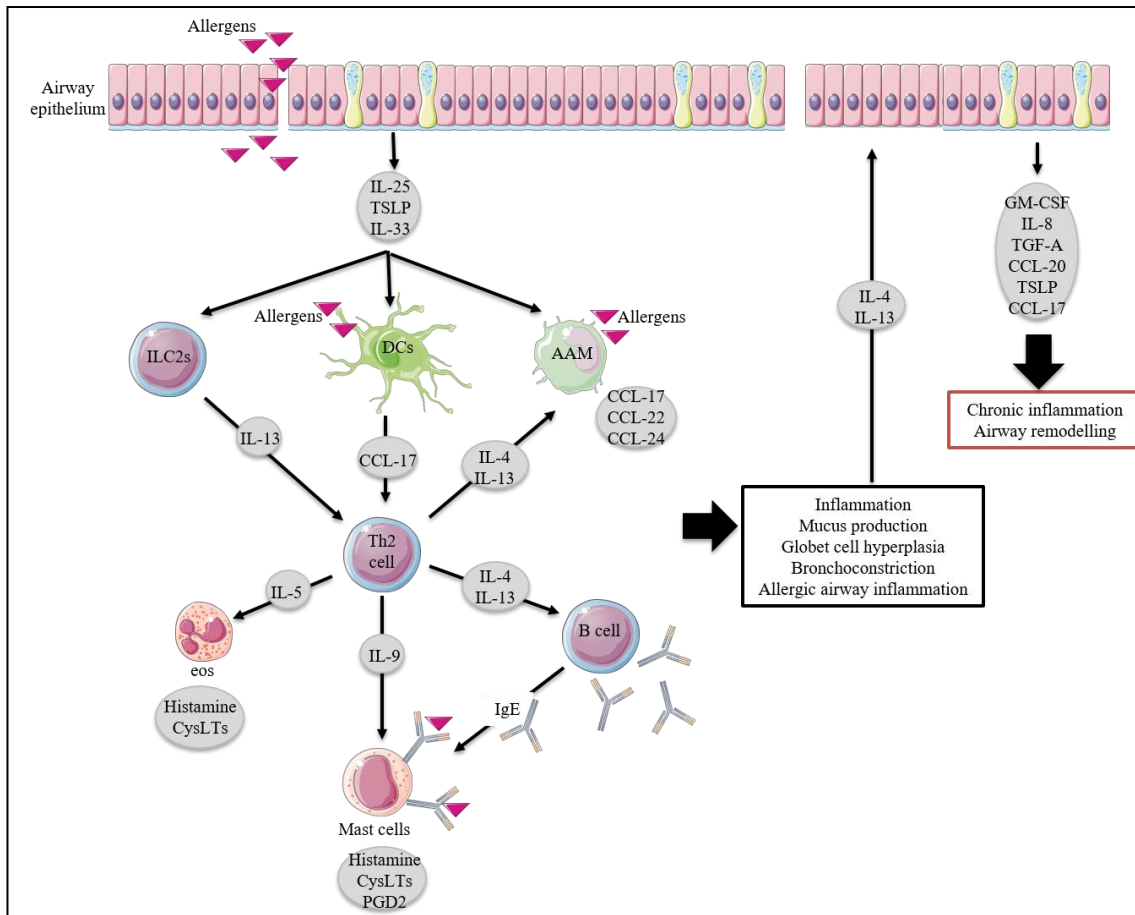 Allergens
Airway
epithelium
IL-25
TSLP
IL-33
Allergens
DCs
ILC2s
AAM
Allergens
CCL-17
CCL-22
CCL-24
IL-13
CCL-17
IL-4
IL-13
Th2
cell
IL-5
eos
Histamine
CysLTs
IL-9
IL-4
IL-13
B cell
IgE
Mast cells
Histamine
CysLTs
PGD2
Inflammation
Mucus production
Globet cell hyperplasia
Bronchoconstriction
Allergic airway inflammation
IL-4
IL-13
GM-CSF
IL-8
TGF-A
CCL-20
TSLP
CCL-17
Chronic inflammation
Airway remodelling